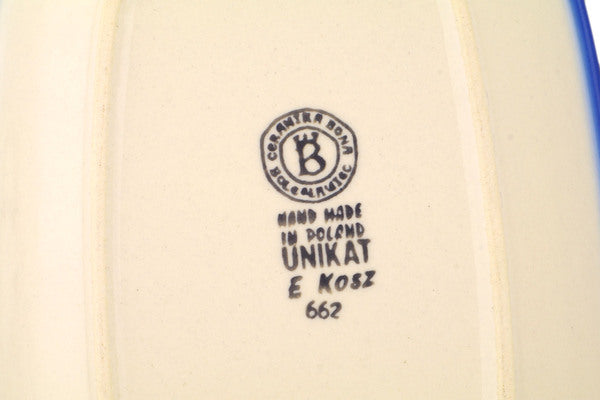 CERAMIKA BONA
B
BOLESŁAWIEC
HAND MADE
IN POLAND
UNIKAT
E KOSZ
662